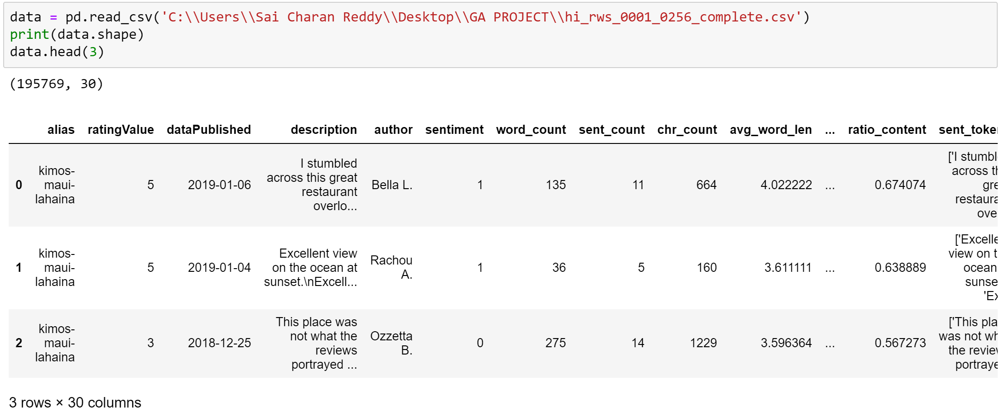 data = pd.read_csv('C:\\Users\\Sai Charan Reddy\\Desktop\\GA PROJECT\\hi_rws_0001_0256_complete.csv')
print(data.shape)
data.head(3)
(195769, 30)
alias ratingValue dataPublished description author sentiment word_count sent_count chr_count avg_word_len ... ratio_content sent_token
0 kimos-maui-lahaina 5 2019-01-06 I stumbled across this great restaurant overlo... Bella L. 1 135 11 664 4.022222 ... 0.674074 ['I stumbl across th gre restaura ove
1 kimos-maui-lahaina 5 2019-01-04 Excellent view on the ocean at sunset.\nExcell... Rachou A. 1 36 5 160 3.611111 ... 0.638889 ['Excelle view on t ocean sunse 'Ex
2 kimos-maui-lahaina 3 2018-12-25 This place was not what the reviews portrayed ... Ozzetta B. 0 275 14 1229 3.596364 ... 0.567273 ['This pla was not wh the review portraye
3 rows × 30 columns